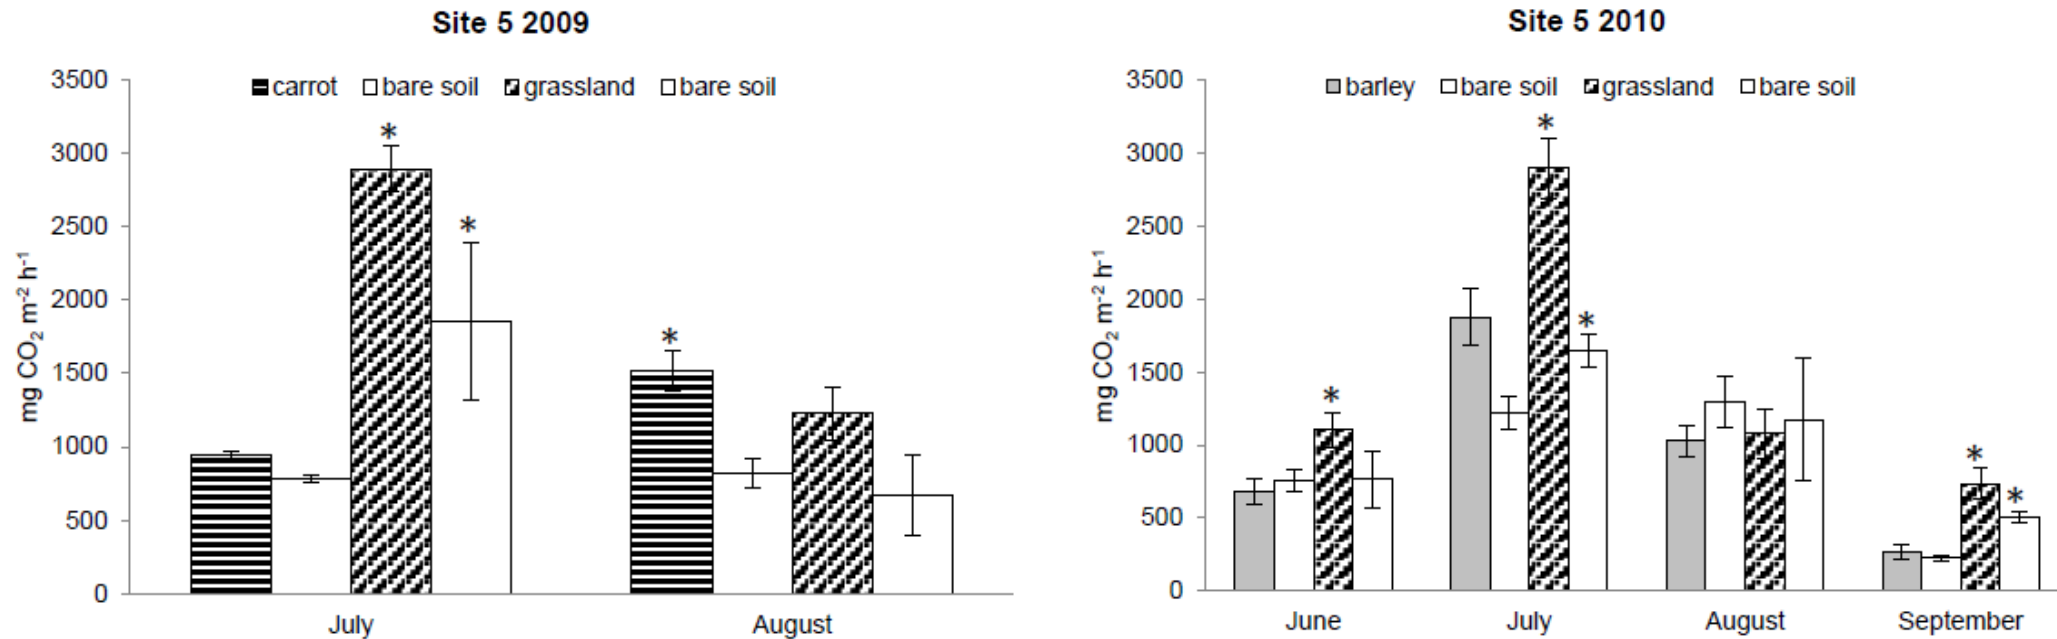 Site 5 2009
carrot bare soil grassland bare soil
mg CO₂ m⁻² h⁻¹
3500
3000
2500
2000
1500
1000
500
0
* * *
July August
Site 5 2010
barley bare soil grassland bare soil
mg CO₂ m⁻² h⁻¹
3500
3000
2500
2000
1500
1000
500
0
* * * * *
June July August September